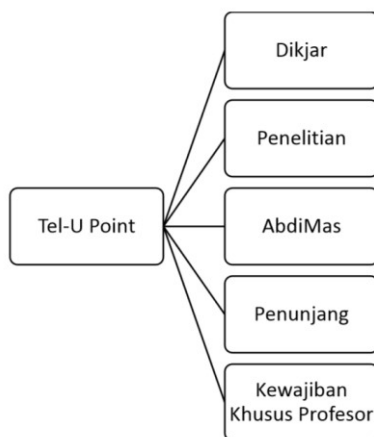 Dikjar
Penelitian
Tel-U Point
AbdiMas
Penunjang
Kewajiban
Khusus Profesor